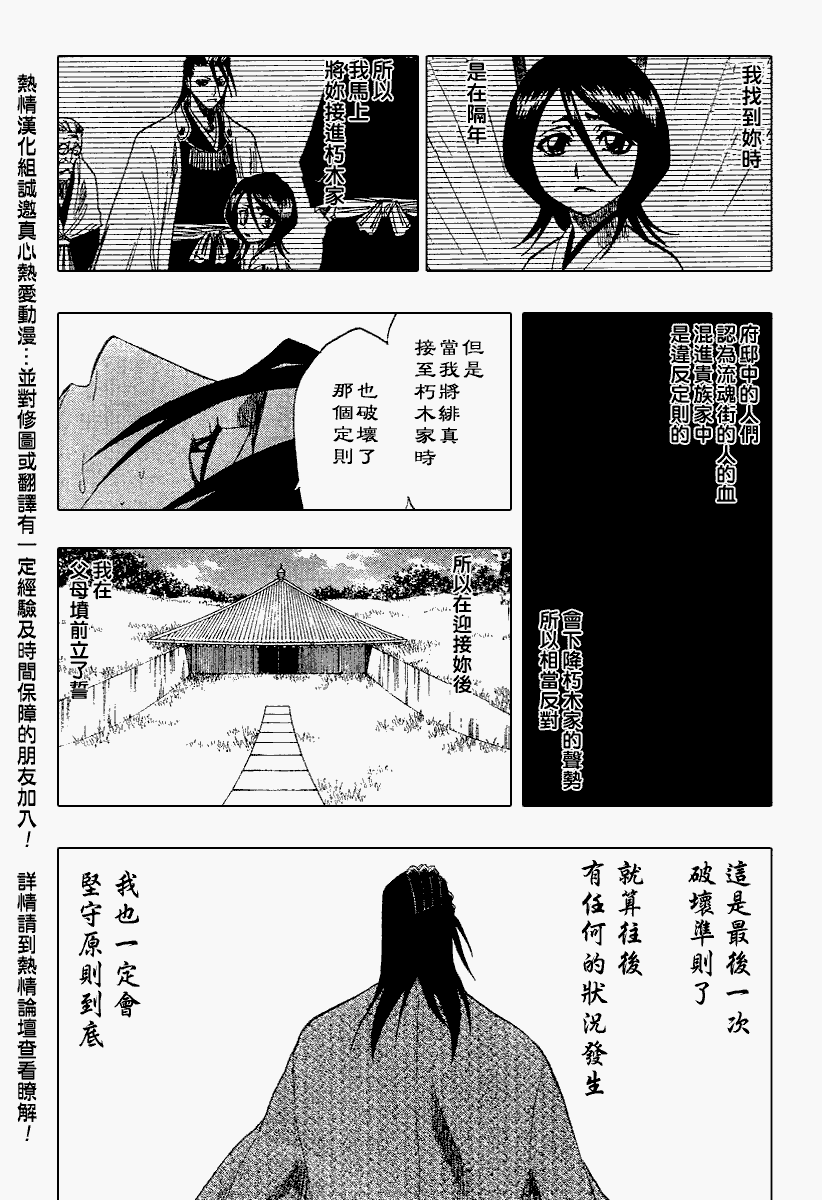 我找到妳時
是在隔年
所以
我馬上
將妳接進朽木家
府邸中的人們
認為流魂街的人的血
混進貴族家中
是違反定則的
會下降朽木家的聲勢
所以相當反對
但是
當我將緋真
接至朽木家時
也破壞了
那個定則
所以在迎接妳後
我在
父母墳前立了誓
這是最後一次
破壞準則了
就算往後
有任何的狀況發生
我也一定會
堅守原則到底
熱情漢化組誠邀真心熱愛動漫…並對修圖或翻譯有一定經驗及時間保障的朋友加入！ 詳情請到熱情論壇查看瞭解！